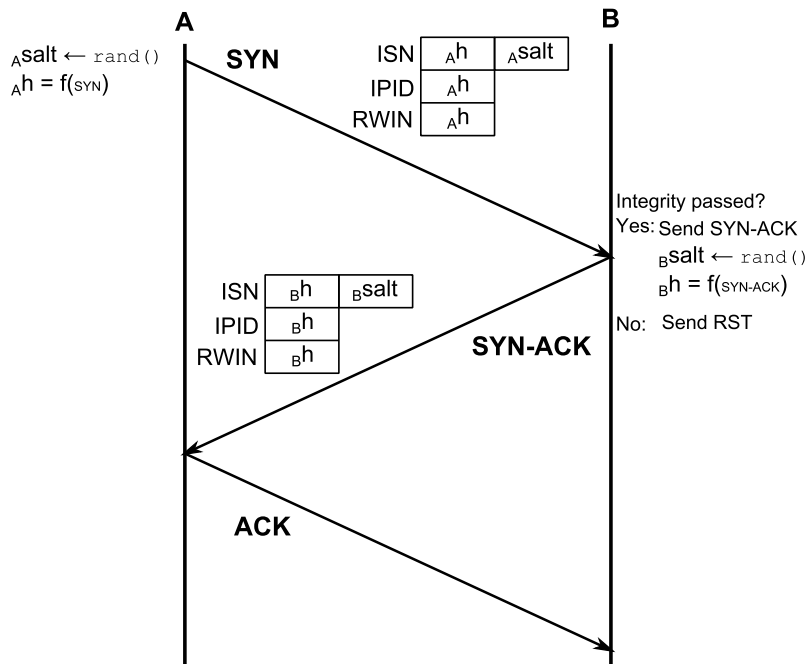 A
B
Asalt ← rand()
Ah = f(SYN)
SYN
ISN Ah Asalt
IPID Ah
RWIN Ah
Integrity passed?
Yes: Send SYN-ACK
Bsalt ← rand()
Bh = f(SYN-ACK)
No: Send RST
ISN Bh Bsalt
IPID Bh
RWIN Bh
SYN-ACK
ACK